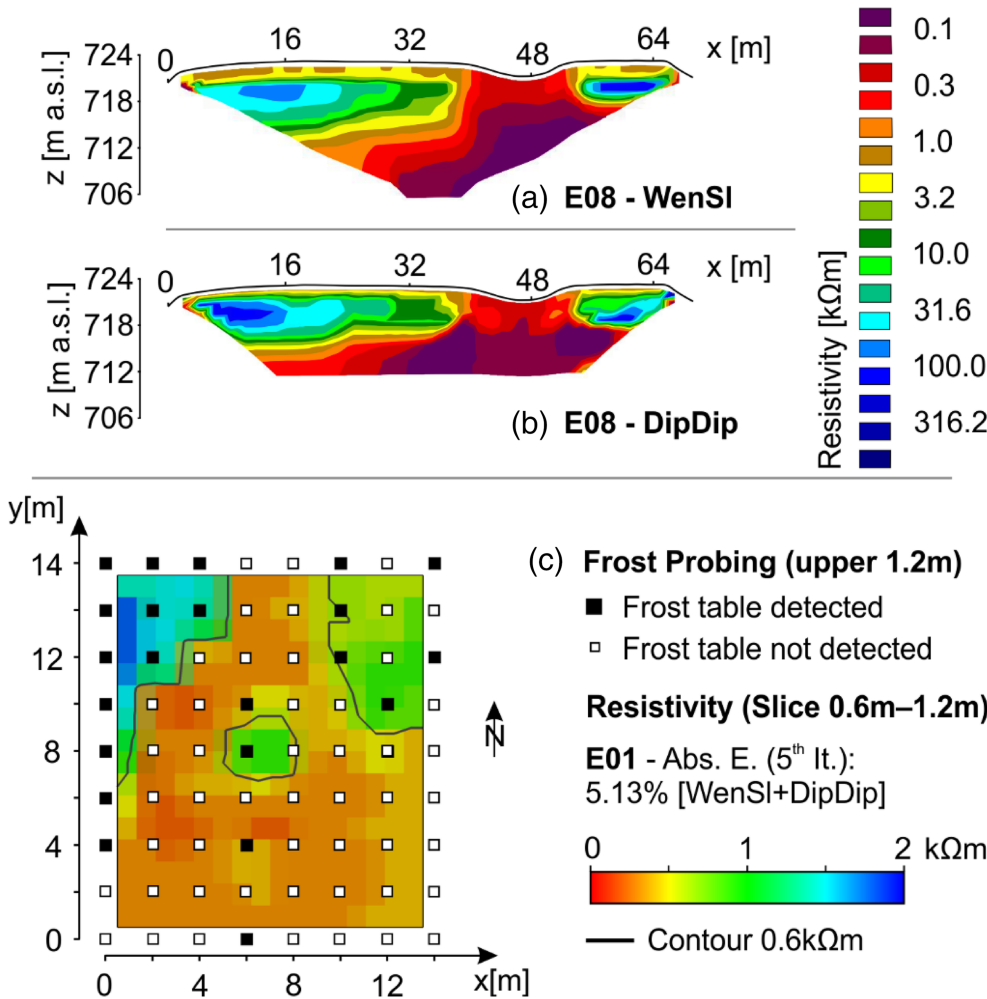 724
718
712
706
z [m a.s.l.]
0
16
32
48
64
x [m]
(a) E08 - WenSl
724
718
712
706
z [m a.s.l.]
0
16
32
48
64
x [m]
(b) E08 - DipDip
0.1
0.3
1.0
3.2
10.0
31.6
100.0
316.2
Resistivity [kΩm]
y[m]
14
12
10
8
6
4
2
0
0
4
8
12
x[m]
N
(c) Frost Probing (upper 1.2m)
Frost table detected
Frost table not detected
Resistivity (Slice 0.6m–1.2m)
E01 - Abs. E. (5th It.):
5.13% [WenSl+DipDip]
0
1
2
kΩm
Contour 0.6kΩm